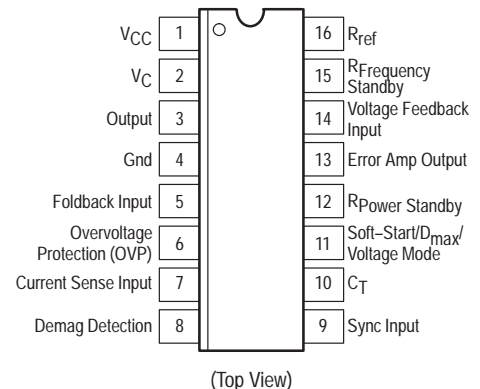 VCC 1
VC 2
Output 3
Gnd 4
Foldback Input 5
Overvoltage
Protection (OVP) 6
Current Sense Input 7
Demag Detection 8
16 Rref
15 RFrequency
Standby
14 Voltage Feedback
Input
13 Error Amp Output
12 RPower Standby
11 Soft–Start/Dmax/
Voltage Mode
10 CT
9 Sync Input
(Top View)